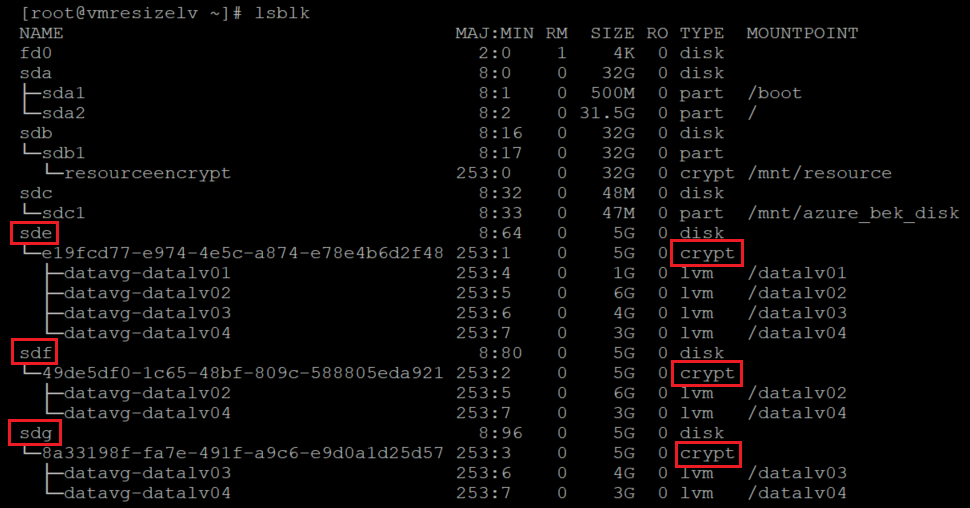 [root@vmresizelv ~]# lsblk
NAME                                     MAJ:MIN RM   SIZE RO TYPE  MOUNTPOINT
fd0                                        2:0    1     4K  0 disk
sda                                        8:0    0    32G  0 disk
├─sda1                                     8:1    0   500M  0 part  /boot
└─sda2                                     8:2    0  31.5G  0 part  /
sdb                                        8:16   0    32G  0 disk
└─sdb1                                     8:17   0    32G  0 part
  └─resourceencrypt                      253:0    0    32G  0 crypt /mnt/resource
sdc                                        8:32   0    48M  0 disk
└─sdc1                                     8:33   0    47M  0 part  /mnt/azure_bek_disk
sde                                        8:64   0     5G  0 disk
└─e19fcd77-e974-4e5c-a874-e78e4b6d2f48   253:1    0     5G  0 crypt
  ├─datavg-datalv01                      253:4    0     1G  0 lvm   /datalv01
  ├─datavg-datalv02                      253:5    0     6G  0 lvm   /datalv02
  ├─datavg-datalv03                      253:6    0     4G  0 lvm   /datalv03
  └─datavg-datalv04                      253:7    0     3G  0 lvm   /datalv04
sdf                                        8:80   0     5G  0 disk
└─49de5df0-1c65-48bf-809c-588805eda921   253:2    0     5G  0 crypt
  ├─datavg-datalv02                      253:5    0     6G  0 lvm   /datalv02
  └─datavg-datalv04                      253:7    0     3G  0 lvm   /datalv04
sdg                                        8:96   0     5G  0 disk
└─8a33198f-fa7e-491f-a9c6-e9d0a1d25d57   253:3    0     5G  0 crypt
  ├─datavg-datalv03                      253:6    0     4G  0 lvm   /datalv03
  └─datavg-datalv04                      253:7    0     3G  0 lvm   /datalv04